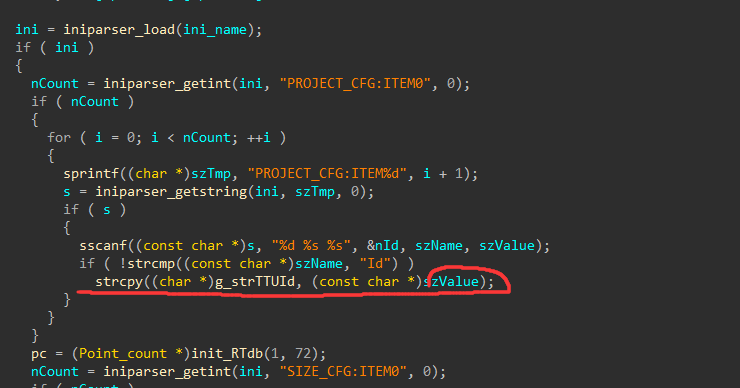 ini = iniparser_load(ini_name);
if ( ini )
{
nCount = iniparser_getint(ini, "PROJECT_CFG:ITEM0", 0);
if ( nCount )
{
for ( i = 0; i < nCount; ++i )
{
sprintf((char *)szTmp, "PROJECT_CFG:ITEM%d", i + 1);
s = iniparser_getstring(ini, szTmp, 0);
if ( s )
{
sscanf((const char *)s, "%d %s %s", &nId, szName, szValue);
if ( !strcmp((const char *)szName, "Id") )
strcpy((char *)g_strTTUId, (const char *)szValue);
}
}
}
pc = (Point_count *)init_RTdb(1, 72);
nCount = iniparser_getint(ini, "SIZE_CFG:ITEM0", 0);